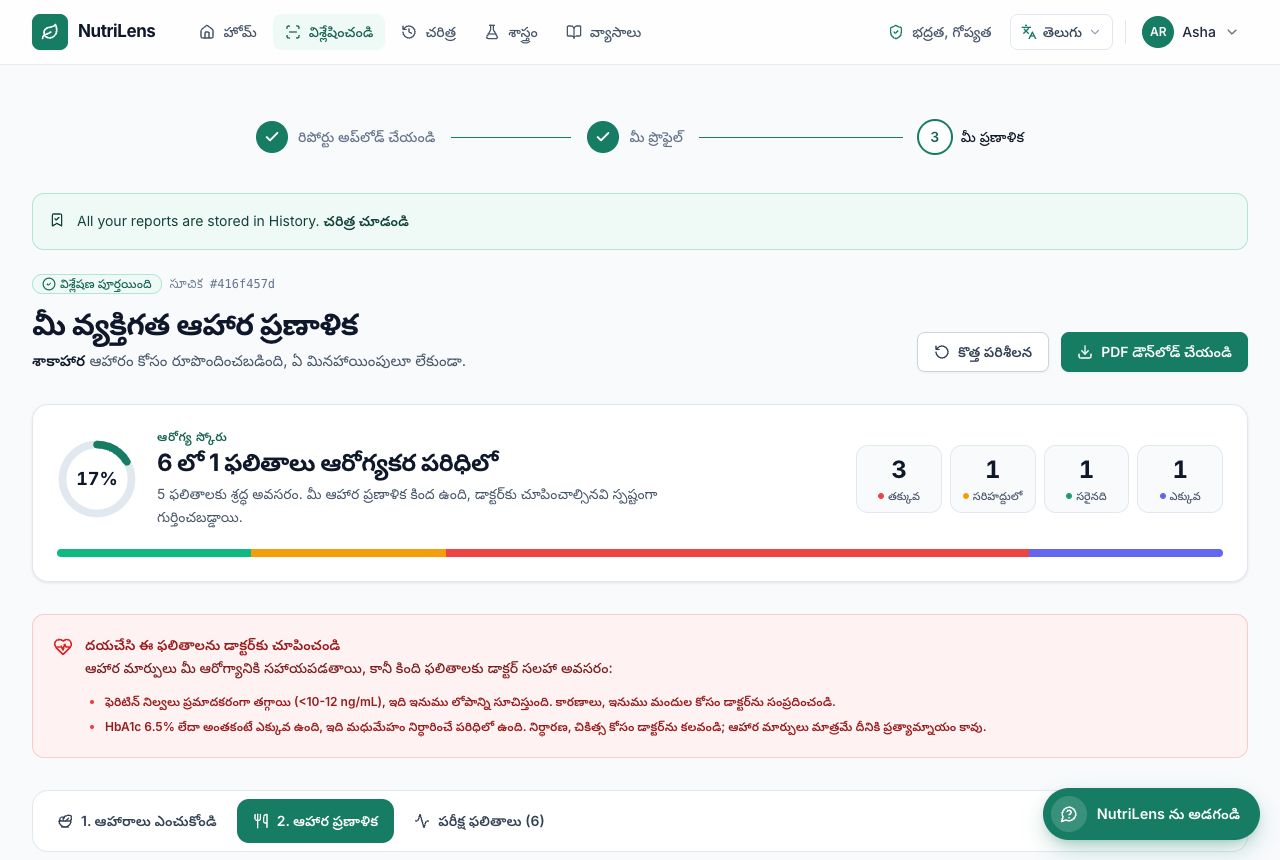 NutriLens
హోమ్
విశ్లేషించండి
చరిత్ర
శాస్త్రం
వ్యాసాలు
భద్రత, గోప్యత
తెలుగు
AR
Asha
రిపోర్టు అప్‌లోడ్ చేయండి
మీ ప్రొఫైల్
3
మీ ప్రణాళిక
All your reports are stored in History. చరిత్ర చూడండి
విశ్లేషణ పూర్తయింది
సూచిక #416f457d
మీ వ్యక్తిగత ఆహార ప్రణాళిక
శాకాహార ఆహారం కోసం రూపొందించబడింది, ఏ మినహాయింపులూ లేకుండా.
కొత్త పరిశీలన
PDF డౌన్‌లోడ్ చేయండి
17%
ఆరోగ్య స్కోరు
6 లో 1 ఫలితాలు ఆరోగ్యకర పరిధిలో
5 ఫలితాలకు శ్రద్ధ అవసరం. మీ ఆహార ప్రణాళిక కింద ఉంది, డాక్టర్‌కు చూపించాల్సినవి స్పష్టంగా
గుర్తించబడ్డాయి.
3
తక్కువ
1
సరిహద్దులో
1
సరైనది
1
ఎక్కువ
దయచేసి ఈ ఫలితాలను డాక్టర్‌కు చూపించండి
ఆహార మార్పులు మీ ఆరోగ్యానికి సహాయపడతాయి, కానీ కింది ఫలితాలకు డాక్టర్ సలహా అవసరం:
ఫెరిటిన్ నిల్వలు ప్రమాదకరంగా తగ్గాయి (<10-12 ng/mL), ఇది ఇనుము లోపాన్ని సూచిస్తుంది. కారణాలు, ఇనుము మందుల కోసం డాక్టర్‌ను సంప్రదించండి.
HbA1c 6.5% లేదా అంతకంటే ఎక్కువ ఉంది, ఇది మధుమేహం నిర్ధారించే పరిధిలో ఉంది. నిర్ధారణ, చికిత్స కోసం డాక్టర్‌ను కలవండి; ఆహార మార్పులు మాత్రమే దీనికి ప్రత్యామ్నాయం కావు.
1. ఆహారాలు ఎంచుకోండి
2. ఆహార ప్రణాళిక
పరీక్ష ఫలితాలు (6)
NutriLens ను అడగండి